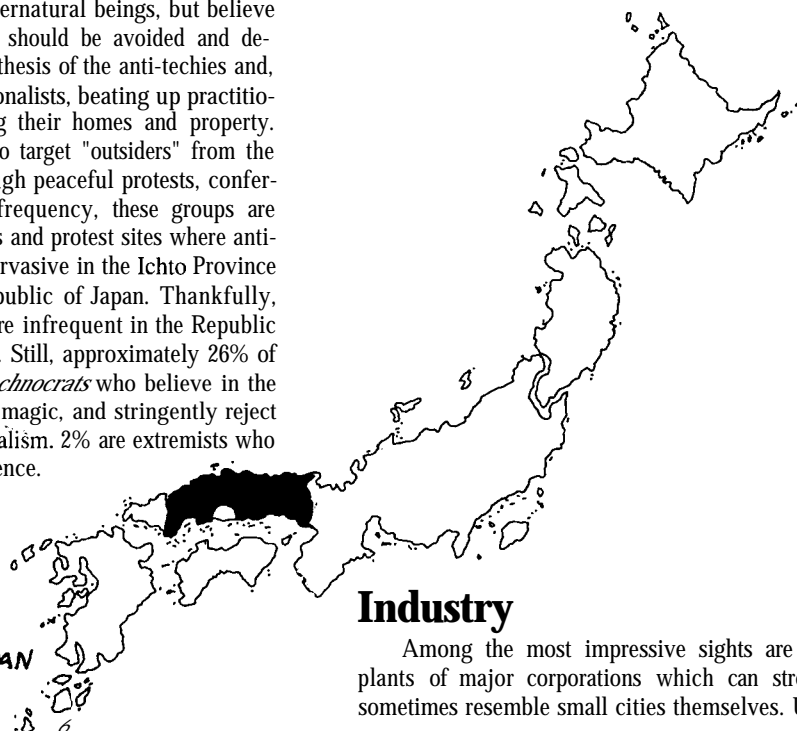 ernatural beings, but believe
should be avoided and de-
thesis of the anti-techies and,
onalists, beating up practitio-
g their homes and property.
o target "outsiders" from the
gh peaceful protests, confer-
frequency, these groups are
s and protest sites where anti-
rvasive in the Ichto Province
public of Japan. Thankfully,
re infrequent in the Republic
. Still, approximately 26% of
chnocrats who believe in the
magic, and stringently reject
alism. 2% are extremists who
ence.
AN
Industry
Among the most impressive sights are
plants of major corporations which can stre
sometimes resemble small cities themselves. U